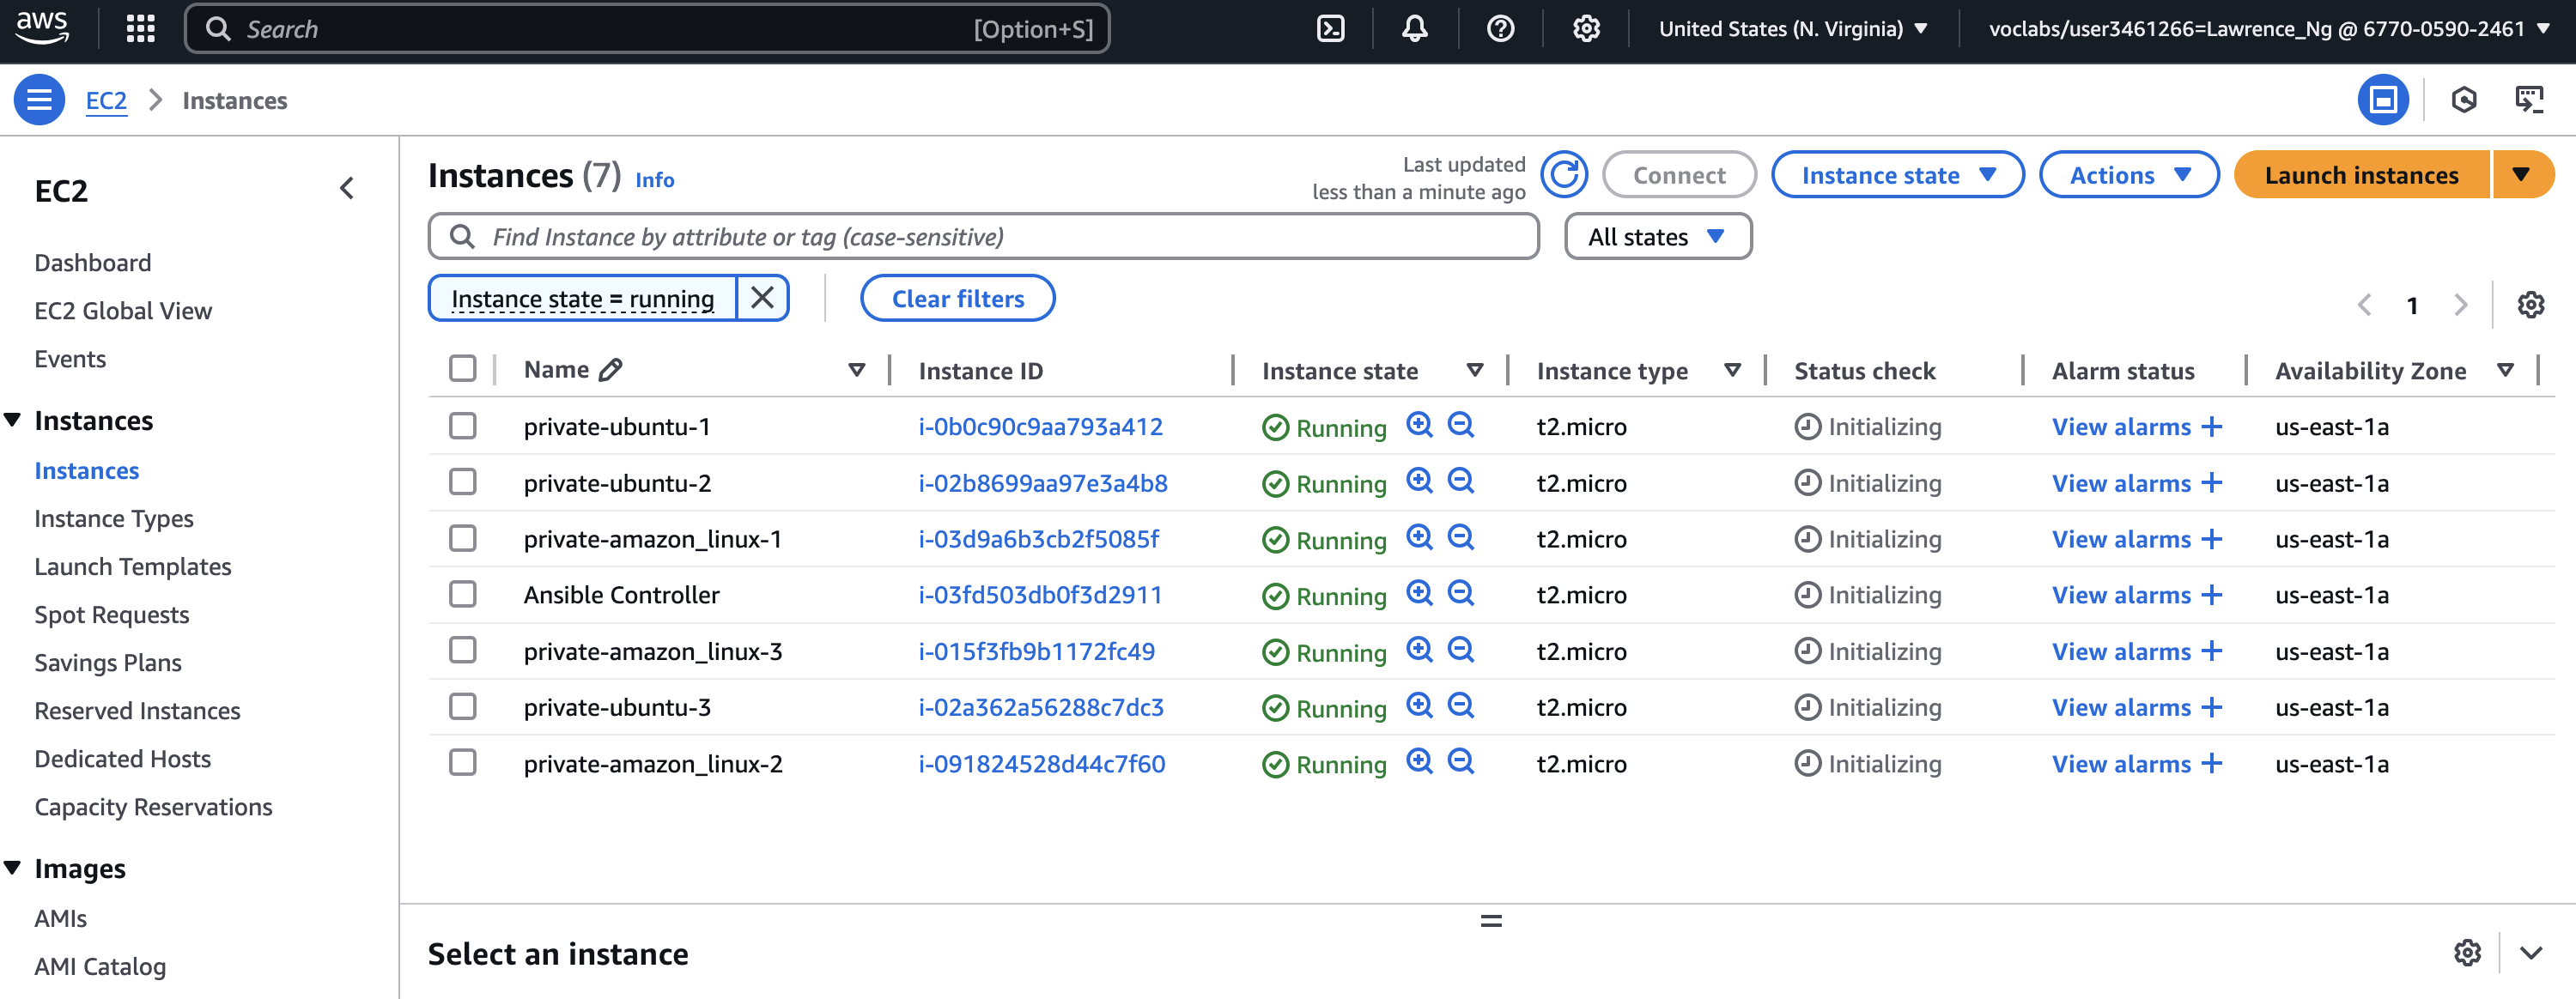 aws
Search [Option+S]
United States (N. Virginia)
voclabs/user3461266=Lawrence_Ng @ 6770-0590-2461
EC2 Instances
EC2
Dashboard
EC2 Global View
Events
Instances
Instances
Instance Types
Launch Templates
Spot Requests
Savings Plans
Reserved Instances
Dedicated Hosts
Capacity Reservations
Images
AMIs
AMI Catalog
Instances (7) Info
Last updated
less than a minute ago
Connect
Instance state
Actions
Launch instances
Find Instance by attribute or tag (case-sensitive)
All states
Instance state = running
Clear filters
1
Name Instance ID Instance state Instance type Status check Alarm status Availability Zone
private-ubuntu-1 i-0b0c90c9aa793a412 Running t2.micro Initializing View alarms + us-east-1a
private-ubuntu-2 i-02b8699aa97e3a4b8 Running t2.micro Initializing View alarms + us-east-1a
private-amazon_linux-1 i-03d9a6b3cb2f5085f Running t2.micro Initializing View alarms + us-east-1a
Ansible Controller i-03fd503db0f3d2911 Running t2.micro Initializing View alarms + us-east-1a
private-amazon_linux-3 i-015f3fb9b1172fc49 Running t2.micro Initializing View alarms + us-east-1a
private-ubuntu-3 i-02a362a56288c7dc3 Running t2.micro Initializing View alarms + us-east-1a
private-amazon_linux-2 i-091824528d44c7f60 Running t2.micro Initializing View alarms + us-east-1a
Select an instance